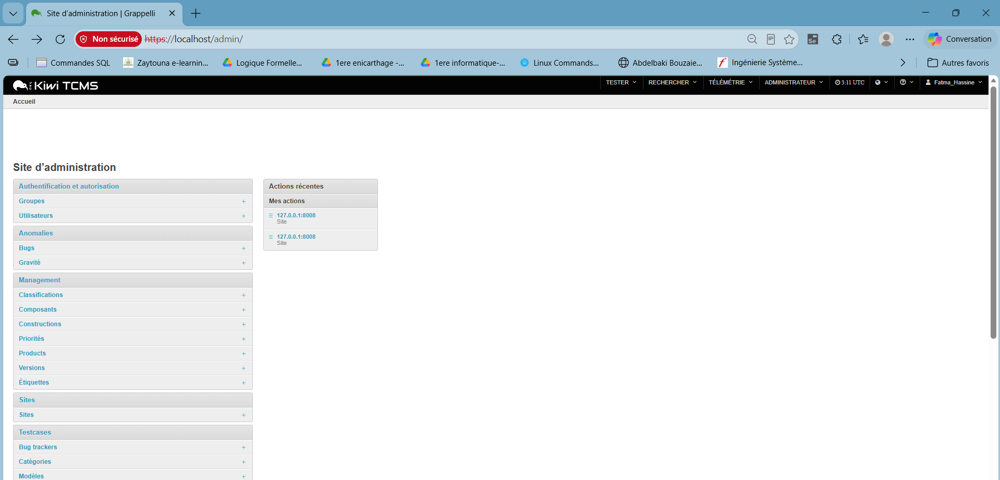 Site d’administration | Grappelli
Non sécurisé https://localhost/admin/
Se
Conversation
Commandes SQL
Zaytouna e-learnin...
Logique Formelle...
1ere enicarthage -...
1ere informatique-...
Linux Commands...
Abdelbaki Bouzaie...
Ingénierie Système...
Autres favoris
Kiwi TCMS
TESTER
RECHERCHER
TÉLÉMÉTRIE
ADMINISTRATEUR
3:11 UTC
Fatma_Hassine
Accueil
Site d’administration
Authentification et autorisation
Groupes
Utilisateurs
Anomalies
Bugs
Gravité
Management
Classifications
Composants
Constructions
Priorités
Products
Versions
Étiquettes
Sites
Sites
Testcases
Bug trackers
Catégories
Modèles
Actions récentes
Mes actions
127.0.0.1:8008
Site
127.0.0.1:8008
Site